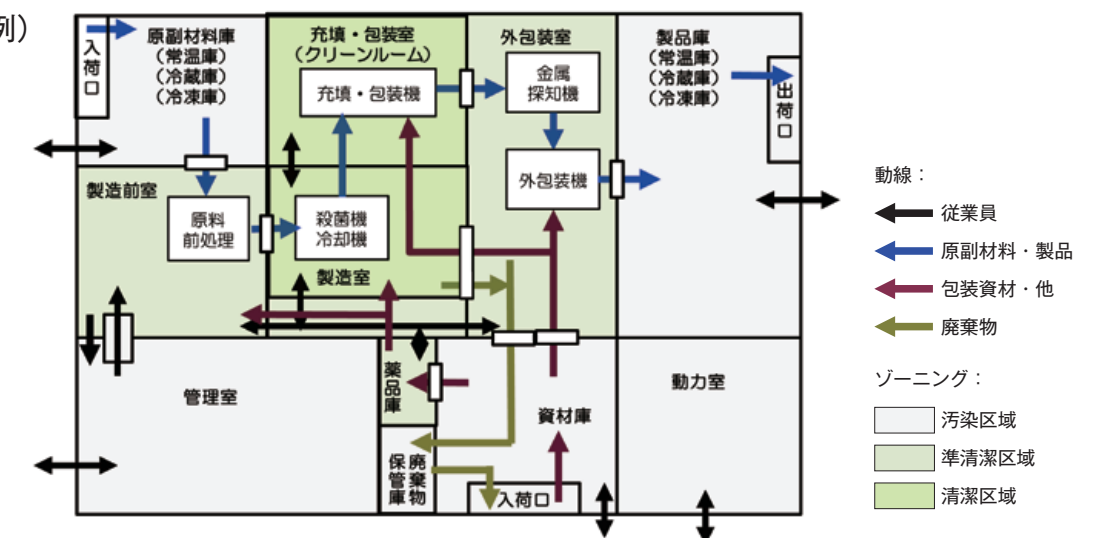 例）
入荷口
原副材料庫
（常温庫）
（冷蔵庫）
（冷凍庫）
充填・包装室
（クリーンルーム）
充填・包装機
外包装室
金属
探知機
外包装機
製品庫
（常温庫）
（冷蔵庫）
（冷凍庫）
出荷口
製造前室
原料
前処理
殺菌機
冷却機
製造室
管理室
薬品庫
廃棄物
保管庫
資材庫
入荷口
動力室
動線：
従業員
原副材料・製品
包装資材・他
廃棄物
ゾーニング：
汚染区域
準清潔区域
清潔区域